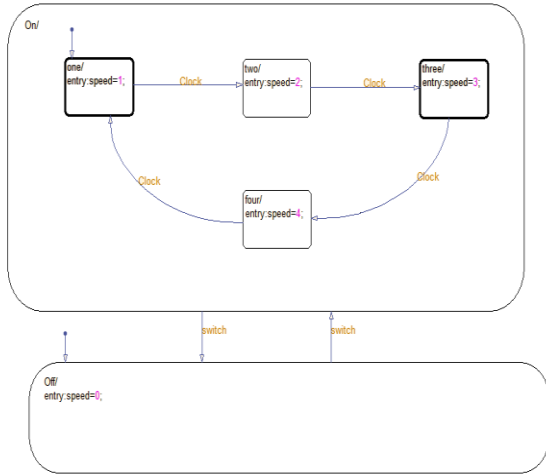 On/
one/
entry:speed=1;
Clock
two/
entry:speed=2;
Clock
three/
entry:speed=3;
Clock
Clock
four/
entry:speed=4;
switch
switch
Off/
entry:speed=0;